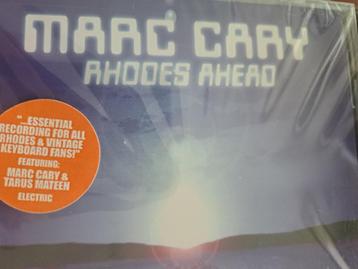 MARC CARY
RHODES AHEAD
"...ESSENTIAL
RECORDING FOR ALL
RHODES & VINTAGE
KEYBOARD FANS!"
FEATURING:
MARC CARY &
TARUS MATEEN
ELECTRIC